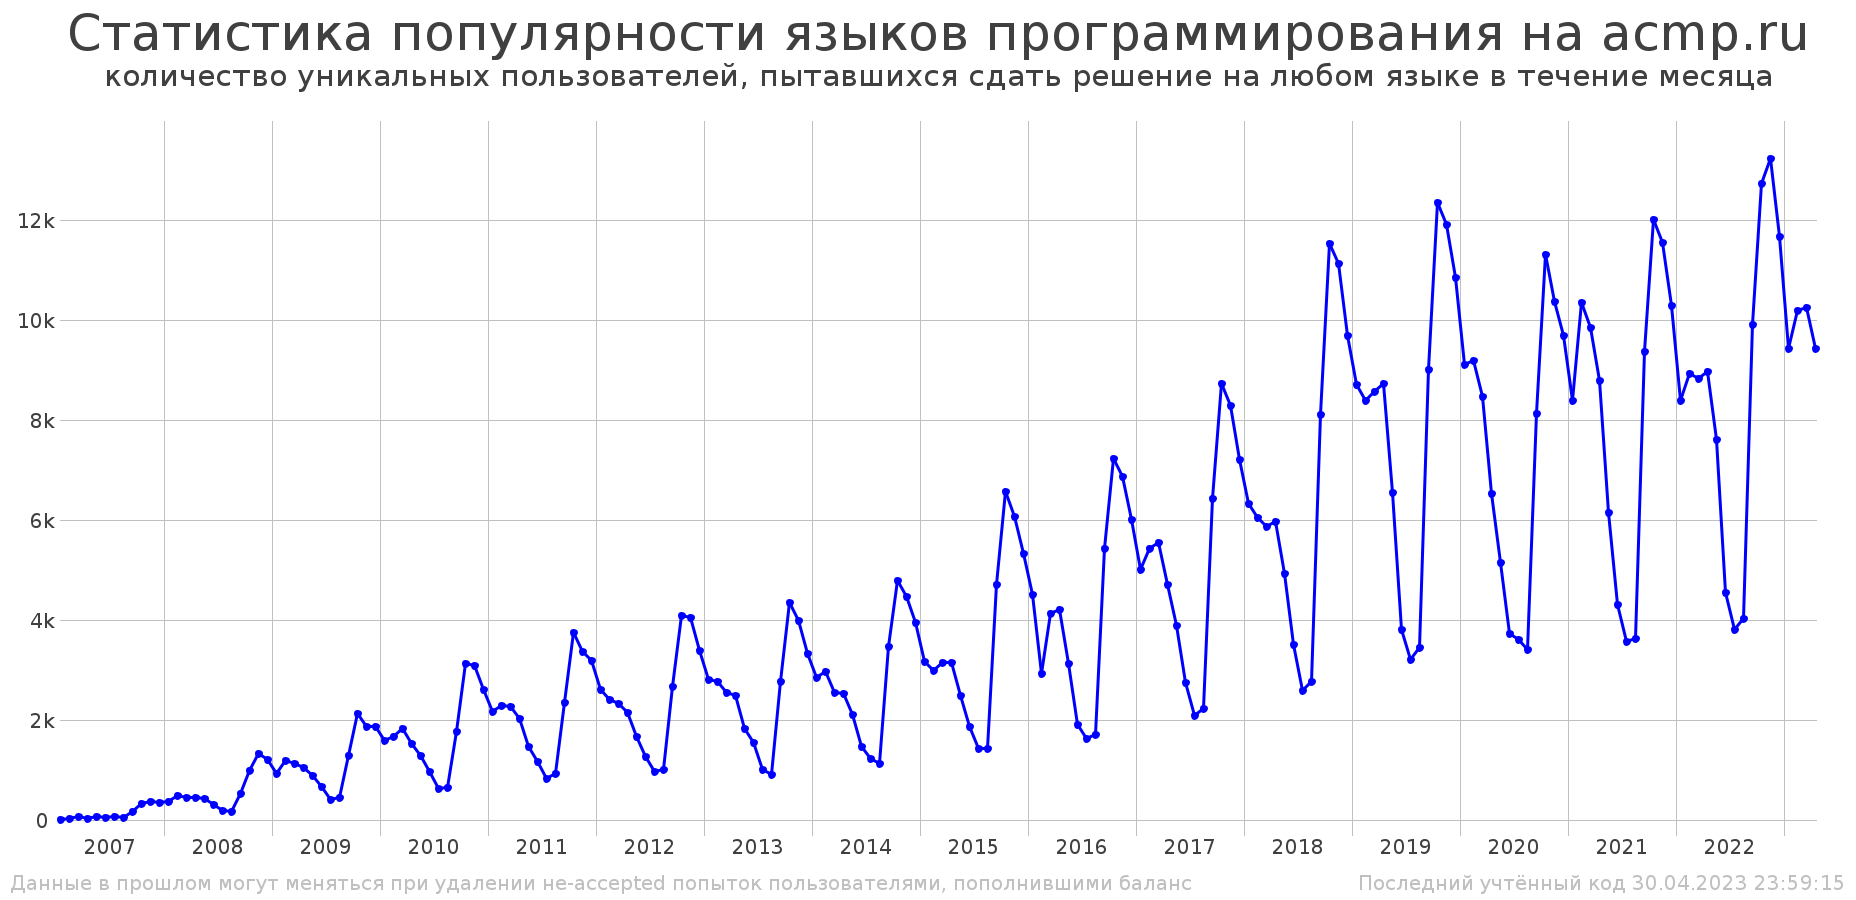 Статистика популярности языков программирования на acmp.ru
количество уникальных пользователей, пытавшихся сдать решение на любом языке в течение месяца
12k
10k
8k
6k
4k
2k
0
2007 2008 2009 2010 2011 2012 2013 2014 2015 2016 2017 2018 2019 2020 2021 2022
Данные в прошлом могут меняться при удалении не-accepted попыток пользователями, пополнившими баланс
Последний учтённый код 30.04.2023 23:59:15